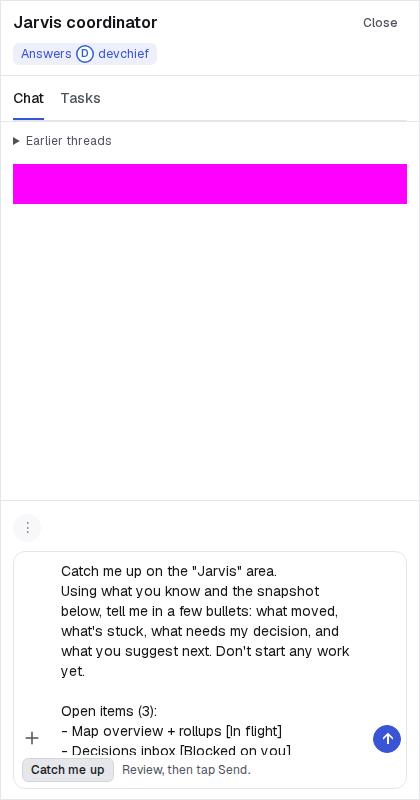 Jarvis coordinator
Close
Answers D devchief
Chat Tasks
Earlier threads
Catch me up on the "Jarvis" area.
Using what you know and the snapshot
below, tell me in a few bullets: what moved,
what's stuck, what needs my decision, and
what you suggest next. Don't start any work
yet.
Open items (3):
- Map overview + rollups [In flight]
- Decisions inbox [Blocked on you]
Catch me up Review, then tap Send.